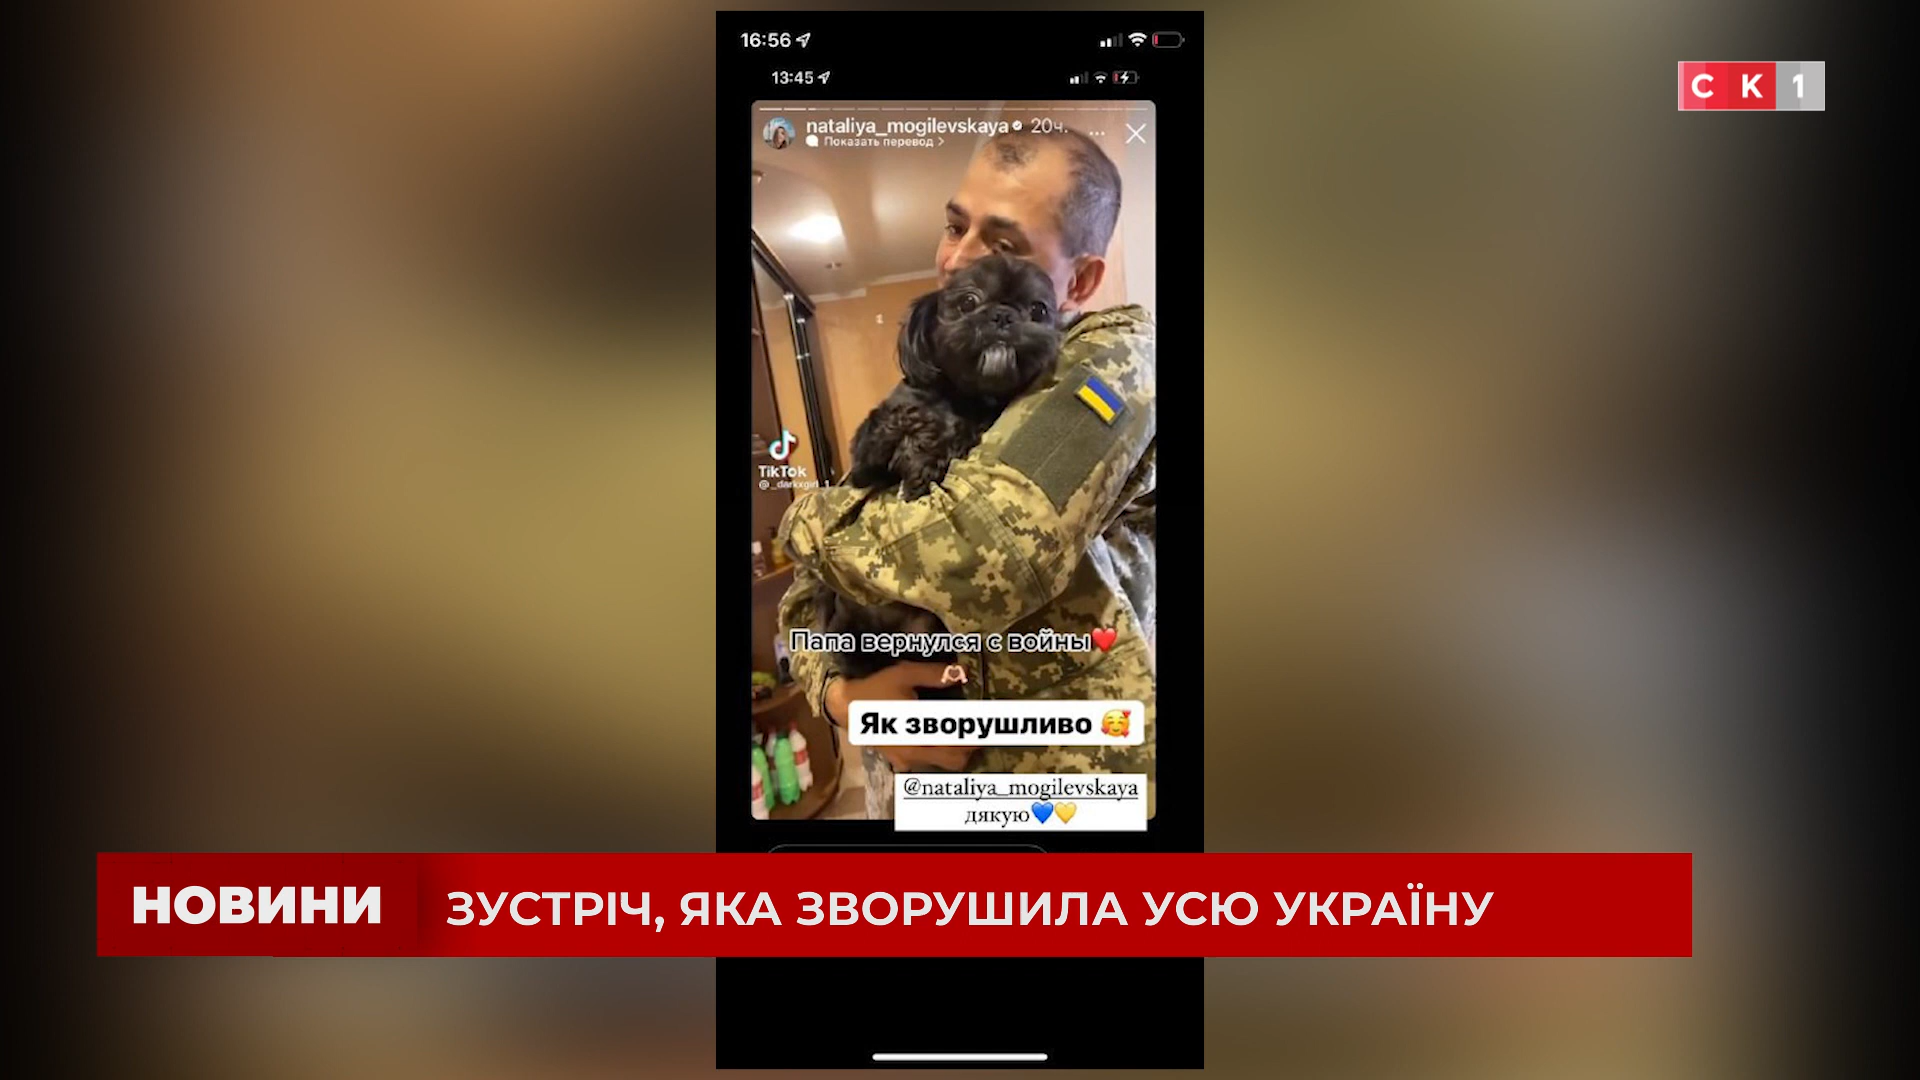 16:56
13:45
СК1
nataliya_mogilevskaya 20ч. ...
Показать перевод >
TikTok
@_darkxgirl_1
Папа вернулся с войны❤️
🫶
Як зворушливо 🥰
@nataliya_mogilevskaya
дякую💙💛
НОВИНИ
ЗУСТРІЧ, ЯКА ЗВОРУШИЛА УСЮ УКРАЇНУ